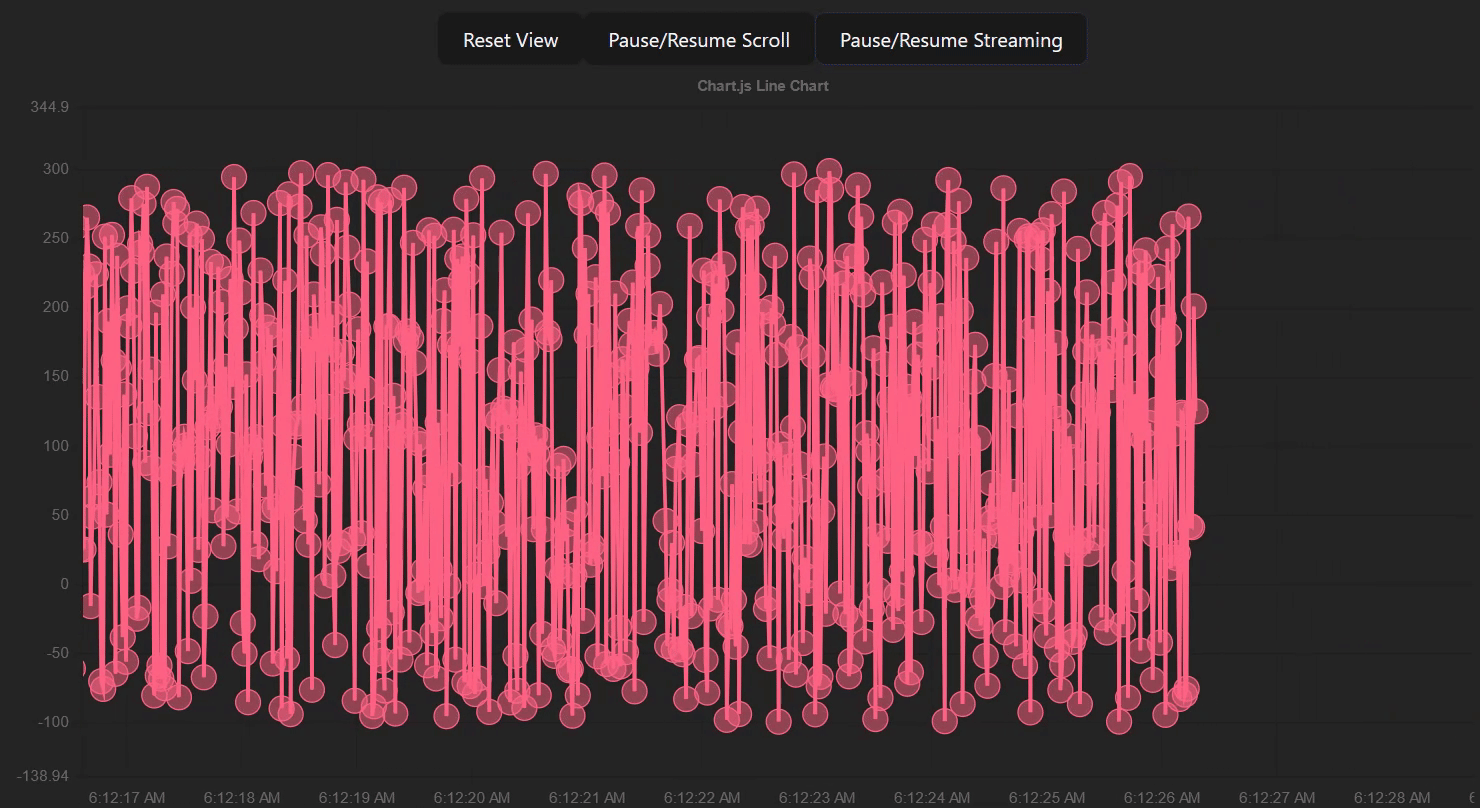 Reset View
Pause/Resume Scroll
Pause/Resume Streaming
Chart.js Line Chart
344.9
300
250
200
150
100
50
0
-50
-100
-138.94
6:12:17 AM
6:12:18 AM
6:12:19 AM
6:12:20 AM
6:12:21 AM
6:12:22 AM
6:12:23 AM
6:12:24 AM
6:12:25 AM
6:12:26 AM
6:12:27 AM
6:12:28 AM